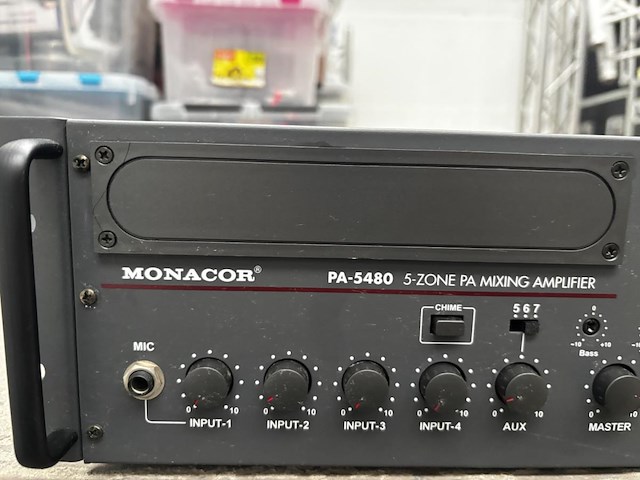 MONACOR®
PA-5480 5-ZONE PA MIXING AMPLIFIER
CHIME
5 6 7
0
-10 +10
Bass
-10
MIC
0 10
0 10
0 10
0 10
0 10
0
INPUT-1
INPUT-2
INPUT-3
INPUT-4
AUX
MASTER